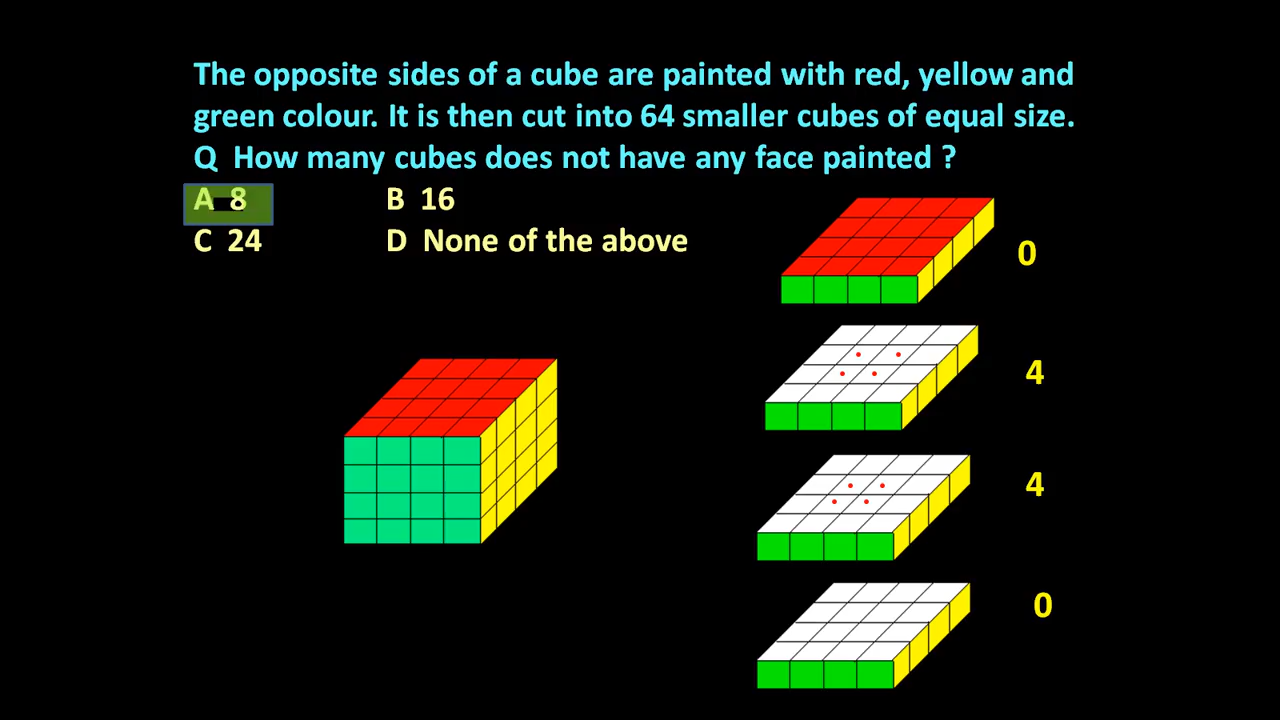 The opposite sides of a cube are painted with red, yellow and
green colour. It is then cut into 64 smaller cubes of equal size.
Q How many cubes does not have any face painted ?
A 8 B 16
C 24 D None of the above
0
4
4
0